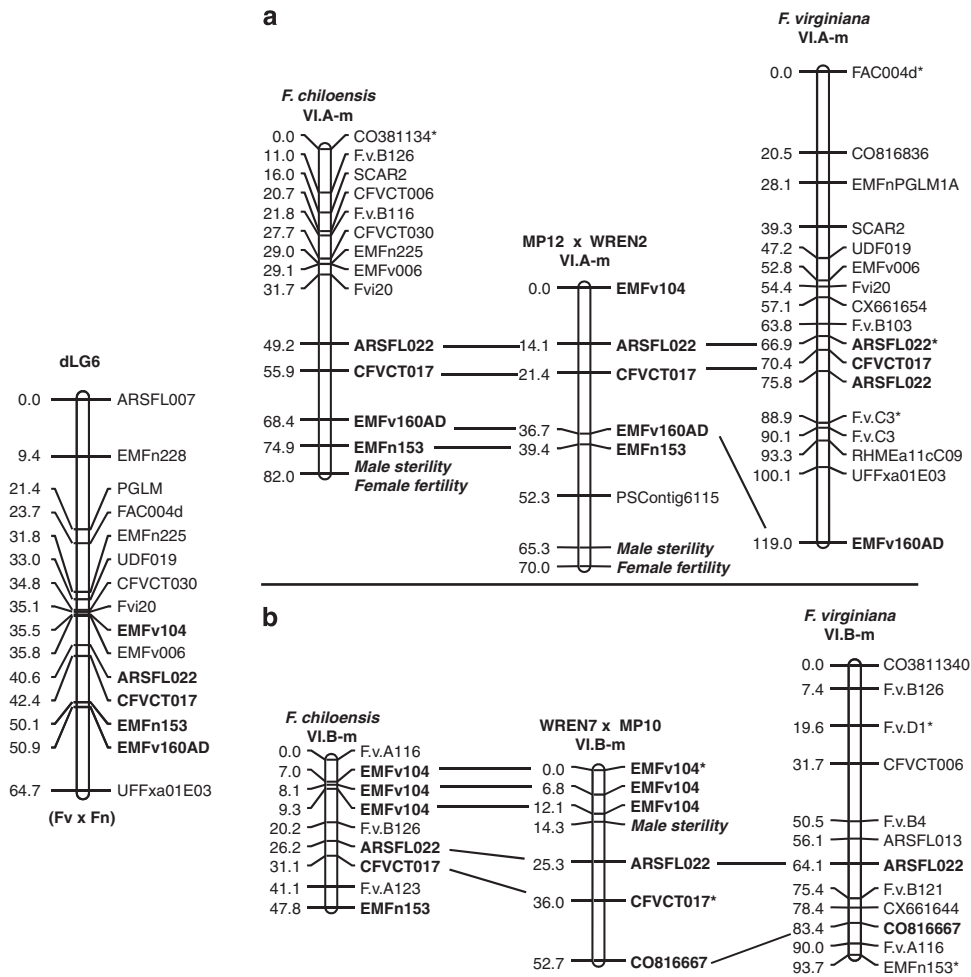 a
F. chiloensis
VI.A-m
0.0 CO381134*
11.0 F.v.B126
16.0 SCAR2
20.7 CFVCT006
21.8 F.v.B116
27.7 CFVCT030
29.0 EMFn225
29.1 EMFv006
31.7 Fvi20
49.2 ARSFL022
55.9 CFVCT017
68.4 EMFv160AD
74.9 EMFn153
82.0 Male sterility
Female fertility
MP12 x WREN2
VI.A-m
0.0 EMFv104
14.1 ARSFL022
21.4 CFVCT017
36.7 EMFv160AD
39.4 EMFn153
52.3 PSContig6115
65.3 Male sterility
70.0 Female fertility
F. virginiana
VI.A-m
0.0 FAC004d*
20.5 CO816836
28.1 EMFnPGLM1A
39.3 SCAR2
47.2 UDF019
52.8 EMFv006
54.4 Fvi20
57.1 CX661654
63.8 F.v.B103
66.9 ARSFL022*
70.4 CFVCT017
75.8 ARSFL022
88.9 F.v.C3*
90.1 F.v.C3
93.3 RHMEa11cC09
100.1 UFFxa01E03
119.0 EMFv160AD
dLG6
0.0 ARSFL007
9.4 EMFn228
21.4 PGLM
23.7 FAC004d
31.8 EMFn225
33.0 UDF019
34.8 CFVCT030
35.1 Fvi20
35.5 EMFv104
35.8 EMFv006
40.6 ARSFL022
42.4 CFVCT017
50.1 EMFn153
50.9 EMFv160AD
64.7 UFFxa01E03
(Fv x Fn)
b
F. chiloensis
VI.B-m
0.0 F.v.A116
7.0 EMFv104
8.1 EMFv104
9.3 EMFv104
20.2 F.v.B126
26.2 ARSFL022
31.1 CFVCT017
41.1 F.v.A123
47.8 EMFn153
WREN7 x MP10
VI.B-m
0.0 EMFv104*
6.8 EMFv104
12.1 EMFv104
14.3 Male sterility
25.3 ARSFL022
36.0 CFVCT017*
52.7 CO816667
F. virginiana
VI.B-m
0.0 CO3811340
7.4 F.v.B126
19.6 F.v.D1*
31.7 CFVCT006
50.5 F.v.B4
56.1 ARSFL013
64.1 ARSFL022
75.4 F.v.B121
78.4 CX661644
83.4 CO816667
90.0 F.v.A116
93.7 EMFn153*